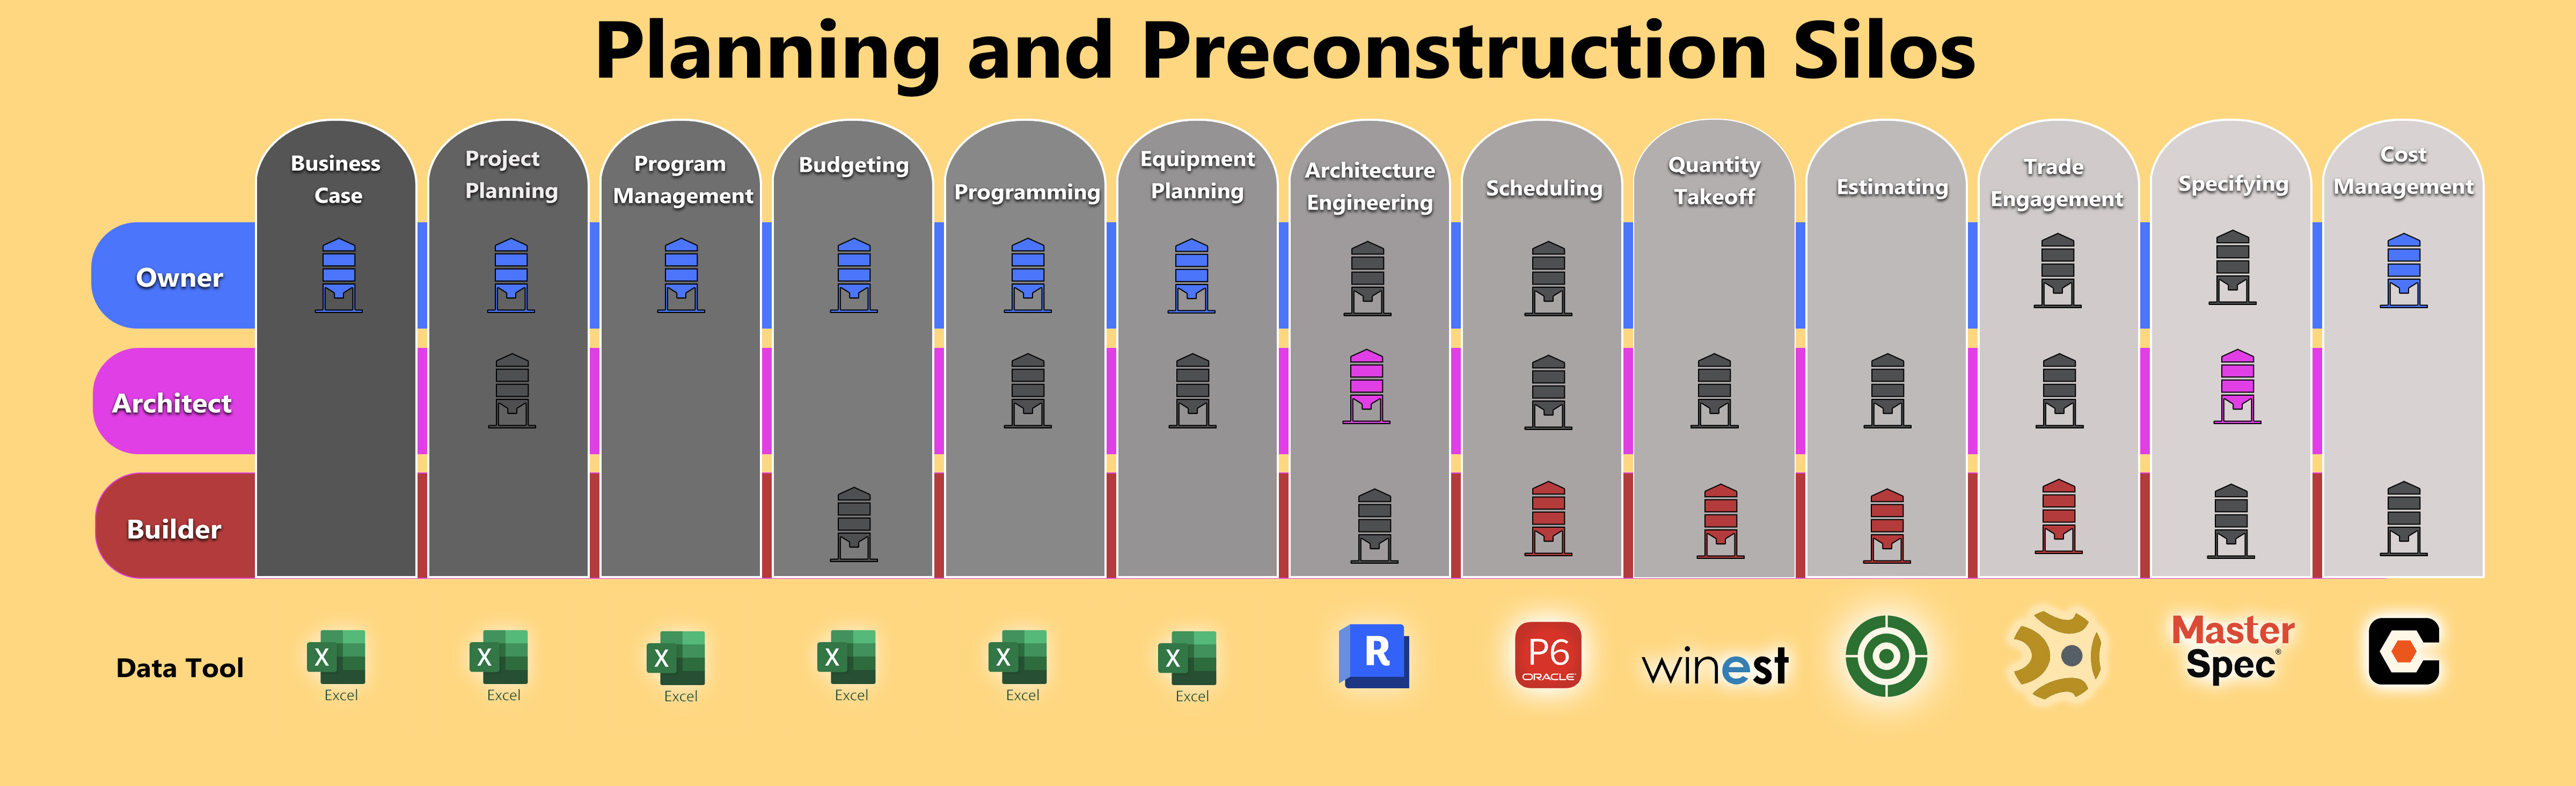 Planning and Preconstruction Silos
Business
Case
Project
Planning
Program
Management
Budgeting
Programming
Equipment
Planning
Architecture
Engineering
Scheduling
Quantity
Takeoff
Estimating
Trade
Engagement
Specifying
Cost
Management
Owner
Architect
Builder
Data Tool
X
Excel
X
Excel
X
Excel
X
Excel
X
Excel
X
Excel
R
P6
ORACLE
winest
Master
Spec®
C